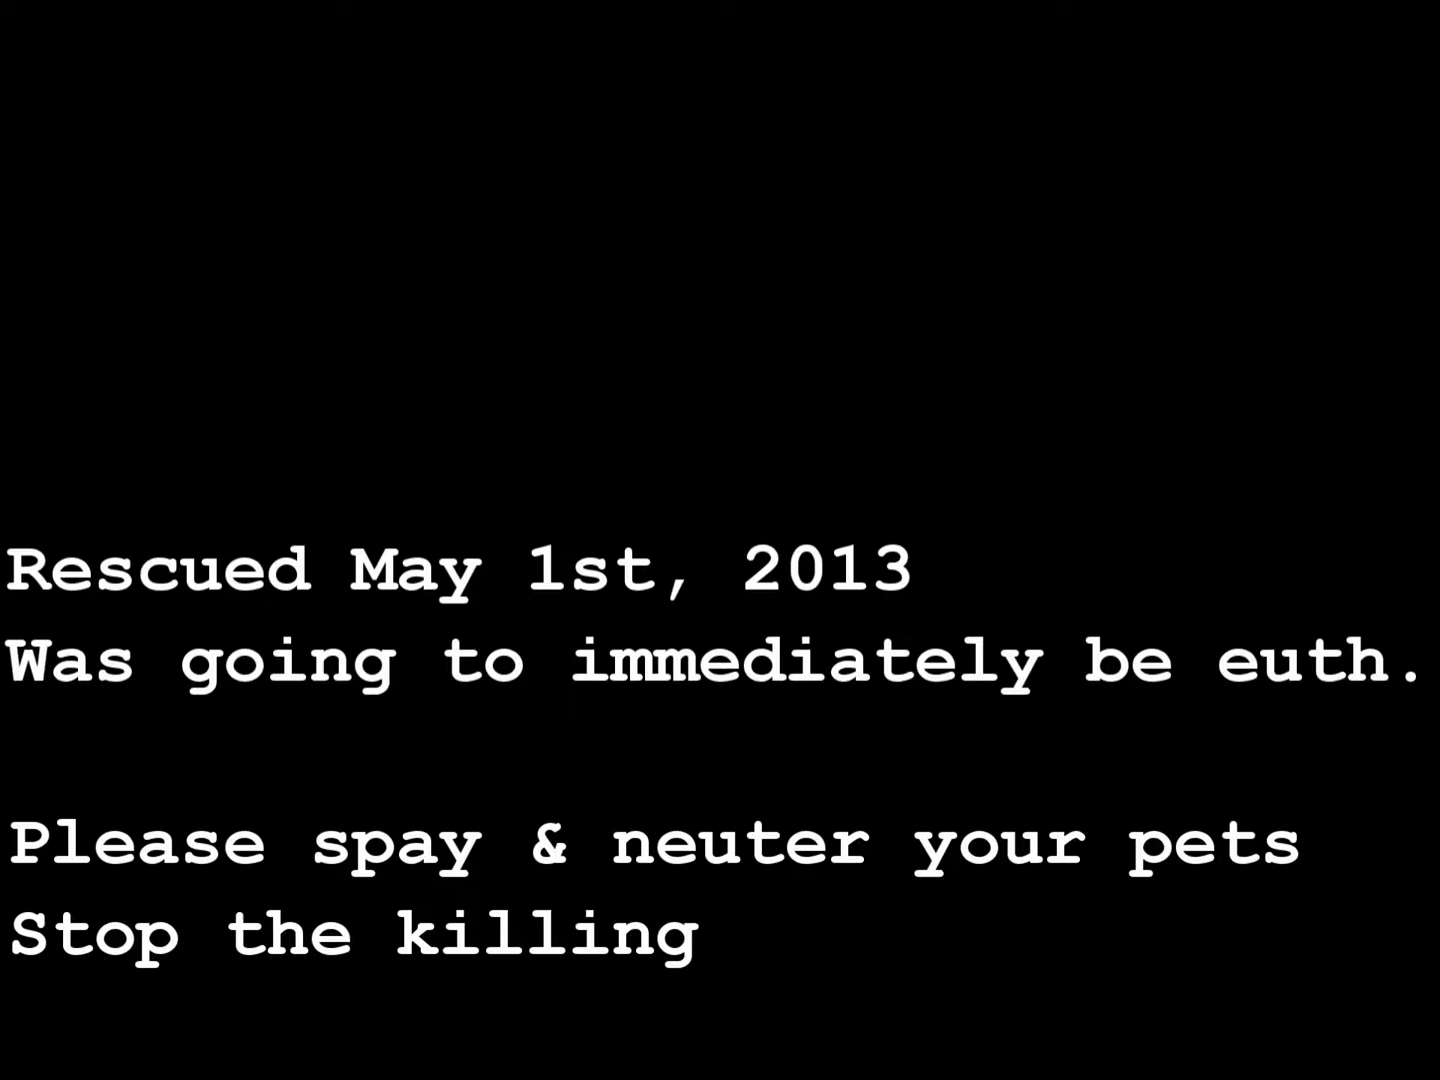 Rescued May 1st, 2013
Was going to immediately be euth.
Please spay & neuter your pets
Stop the killing